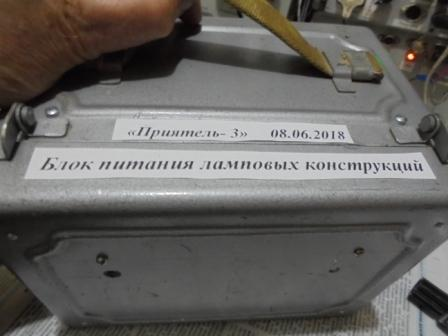 «Приятель- 3» 08.06.2018
Блок питания ламповых конструкций